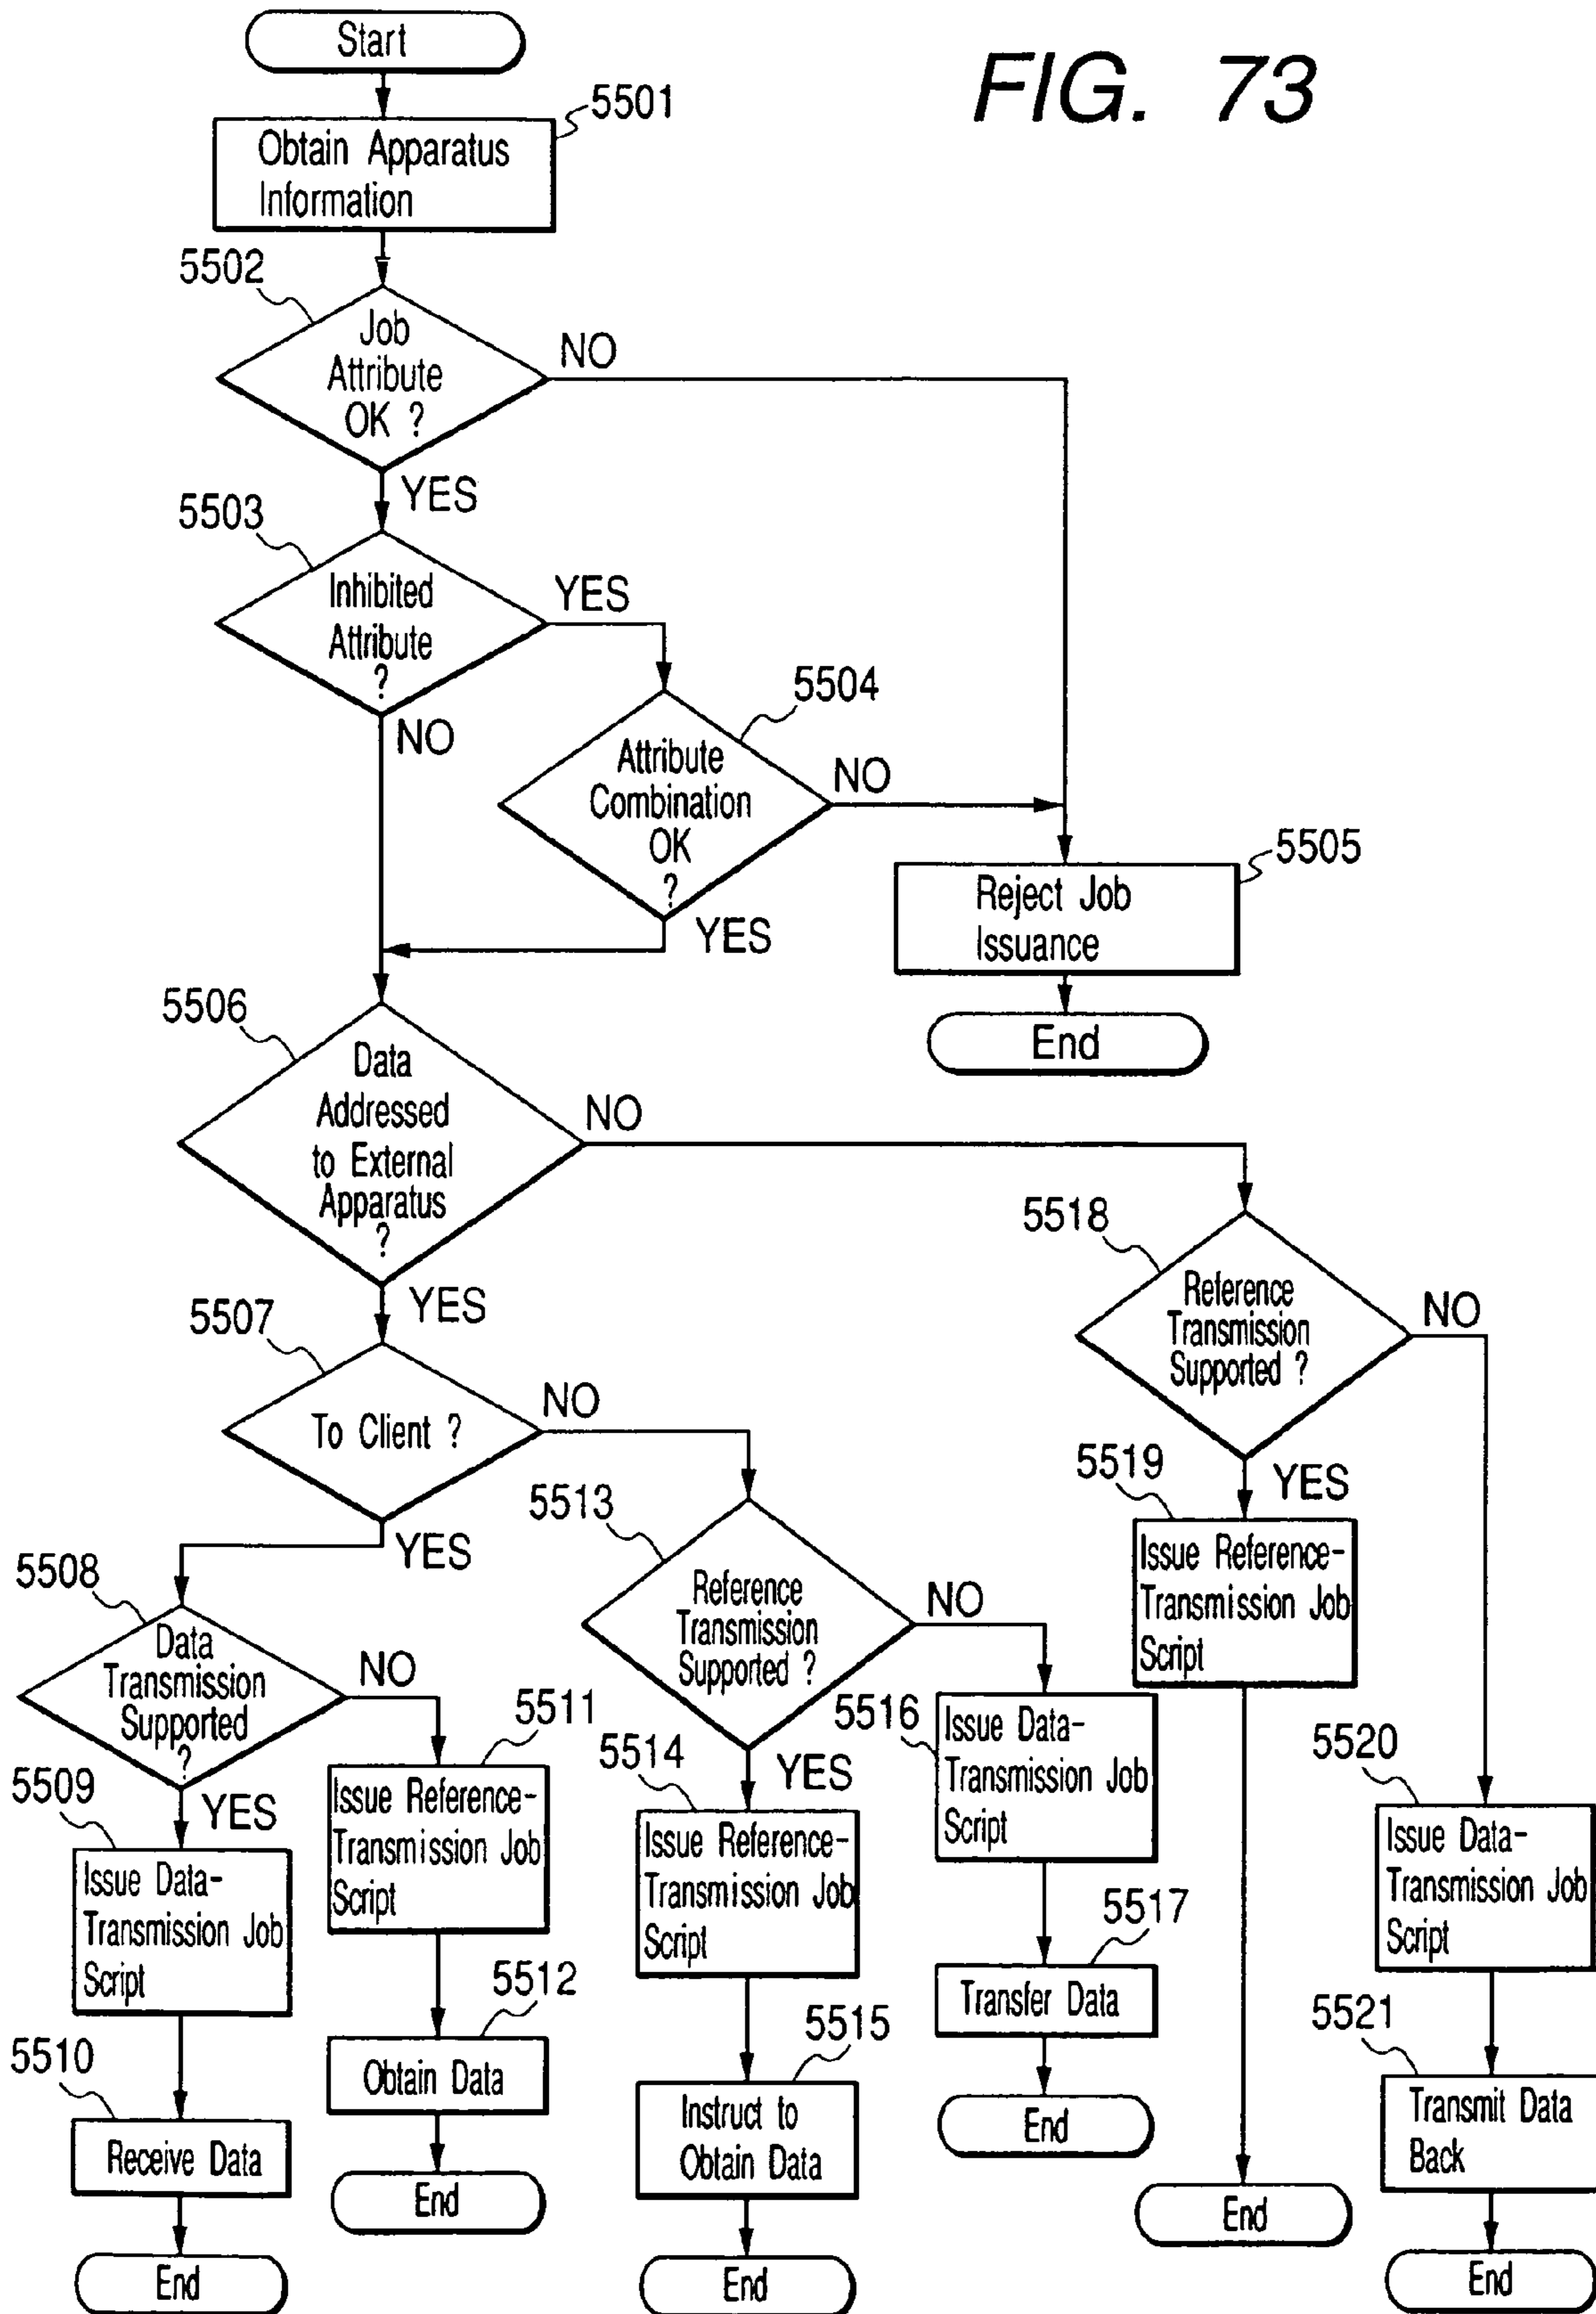 FIG. 73
Start
5501
Obtain Apparatus
Information
5502
Job
Attribute
OK ?
NO
YES
5503
Inhibited
Attribute
?
YES
NO
5504
Attribute
Combination
OK
?
NO
YES
5505
Reject Job
Issuance
End
5506
Data
Addressed
to External
Apparatus
?
NO
YES
5507
To Client ?
NO
YES
5508
Data
Transmission
Supported
?
NO
YES
5509
Issue Data-
Transmission Job
Script
5510
Receive Data
End
5511
Issue Reference-
Transmission Job
Script
5512
Obtain Data
End
5513
Reference
Transmission
Supported ?
NO
YES
5514
Issue Reference-
Transmission Job
Script
5515
Instruct to
Obtain Data
End
5516
Issue Data-
Transmission Job
Script
5517
Transfer Data
End
5518
Reference
Transmission
Supported ?
NO
YES
5519
Issue Reference-
Transmission Job
Script
End
5520
Issue Data-
Transmission Job
Script
5521
Transmit Data
Back
End